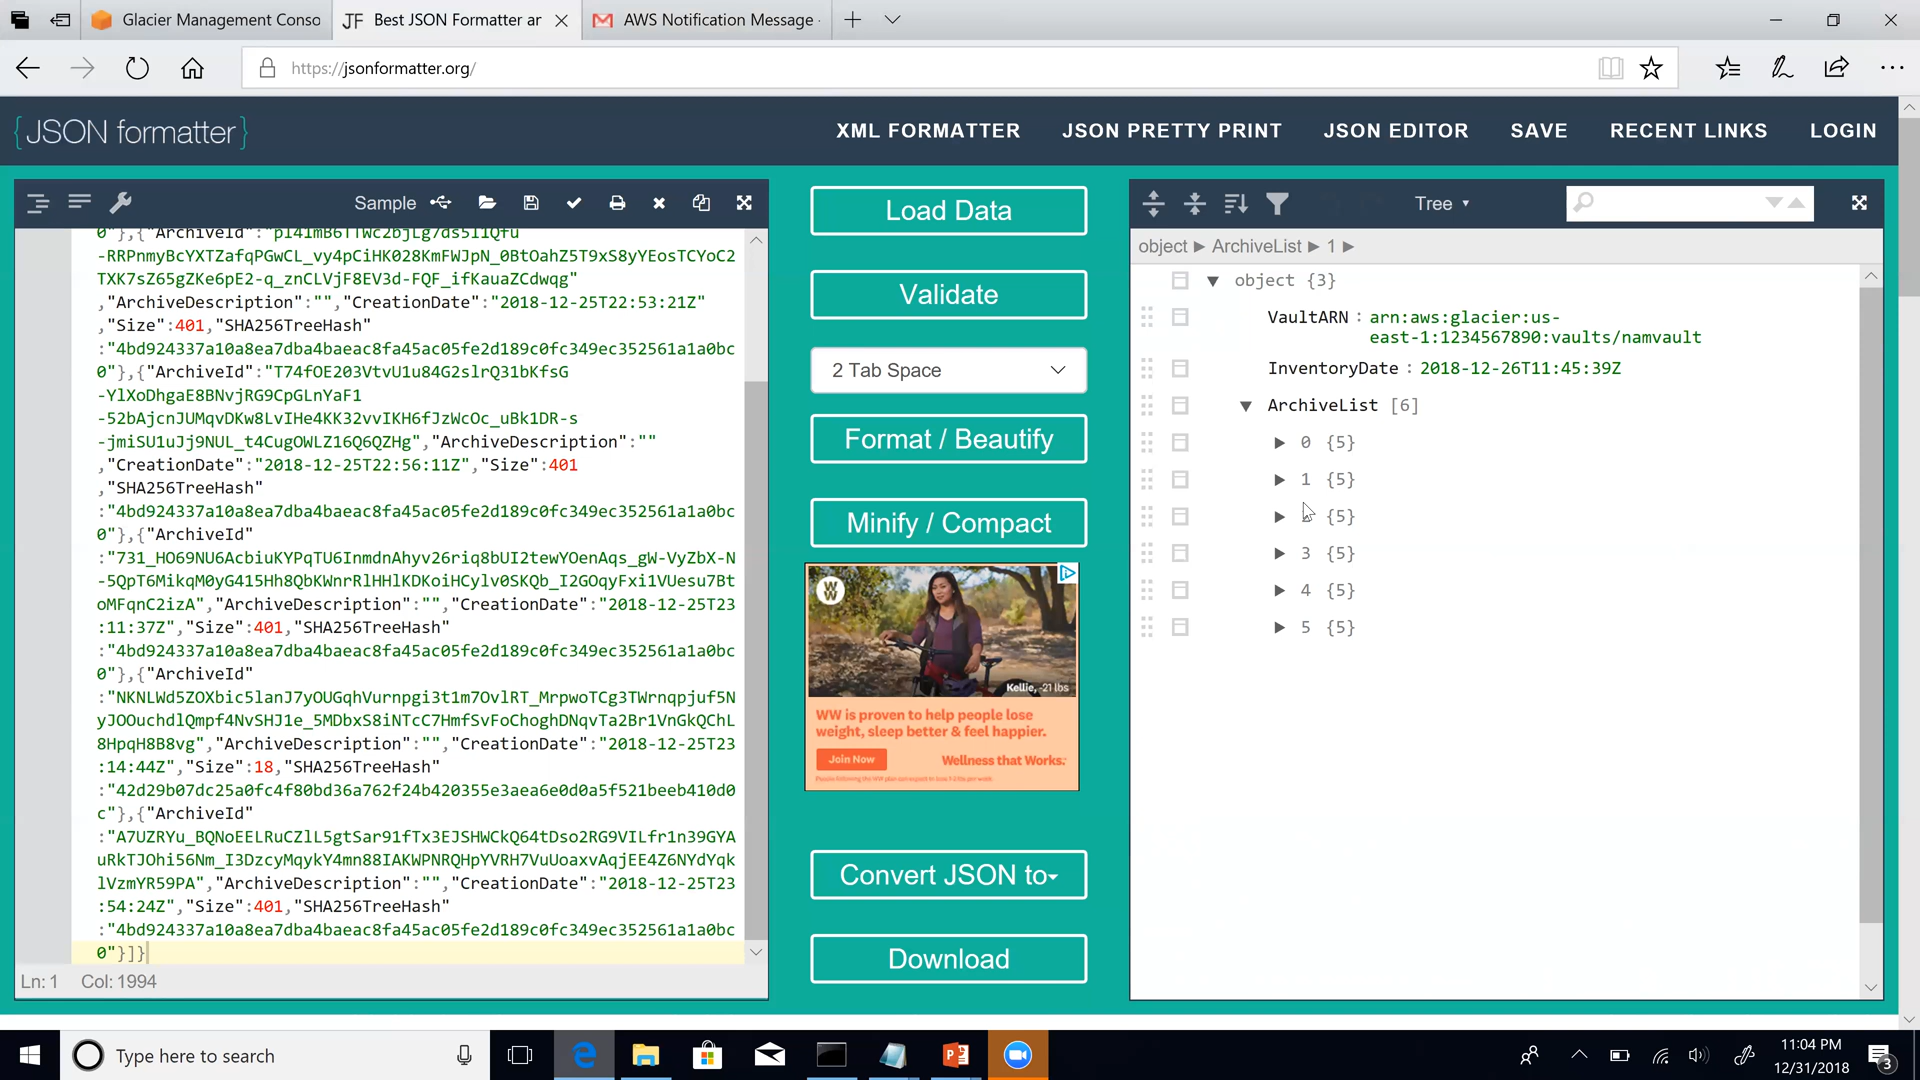 Glacier Management Conso
JF Best JSON Formatter ar
AWS Notification Message
https://jsonformatter.org/
{JSON formatter}
XML FORMATTER
JSON PRETTY PRINT
JSON EDITOR
SAVE
RECENT LINKS
LOGIN
Sample
0"},{"ArchiveId":"pl41mB6TTWc2bjLg7ds5l1Qfu
-RRPnmyBcYXTZafqPGwCL_vy4pCiHK028KmFWJpN_0BtOahZ5T9xS8yYEosTCYoC2
TXK7sZ65gZKe6pE2-q_znCLVjF8EV3d-FQF_ifKauaZCdwqg"
,"ArchiveDescription":"","CreationDate":"2018-12-25T22:53:21Z"
,"Size":401,"SHA256TreeHash"
:"4bd924337a10a8ea7dba4baeac8fa45ac05fe2d189c0fc349ec352561a1a0bc
0"},{"ArchiveId":"T74fOE203VtvU1u84G2slrQ31bKfsG
-YlXoDhgaE8BNvjRG9CpGLnYaF1
-52bAjcnJUMqvDKw8LvIHe4KK32vvIKH6fJzWcOc_uBk1DR-s
-jmiSU1uJj9NUL_t4CugOWLZ16Q6QZHg","ArchiveDescription":""
,"CreationDate":"2018-12-25T22:56:11Z","Size":401
,"SHA256TreeHash"
:"4bd924337a10a8ea7dba4baeac8fa45ac05fe2d189c0fc349ec352561a1a0bc
0"},{"ArchiveId"
:"731_HO69NU6AcbiuKYPqTU6InmdnAhyv26riq8bUI2tewYOenAqs_gW-VyZbX-N
-5QpT6MikqM0yG415Hh8QbKWnrRlHHlKDKoiHCylv0SKQb_I2GOqyFxi1VUesu7Bt
oMFqnC2izA","ArchiveDescription":"","CreationDate":"2018-12-25T23
:11:37Z","Size":401,"SHA256TreeHash"
:"4bd924337a10a8ea7dba4baeac8fa45ac05fe2d189c0fc349ec352561a1a0bc
0"},{"ArchiveId"
:"NKNLWd5ZOXbic5lanJ7yOUGqhVurnpgi3t1m7OvlRT_MrpwoTCg3TWrnqpjuf5N
yJOOuchdlQmpf4NvSHJ1e_5MDbxS8iNTcC7HmfSvFoChoghDNqvTa2Br1VnGkQChL
8HpqH8B8vg","ArchiveDescription":"","CreationDate":"2018-12-25T23
:14:44Z","Size":18,"SHA256TreeHash"
:"42d29b07dc25a0fc4f80bd36a762f24b420355e3aea6e0d0a5f521beeb410d0
c"},{"ArchiveId"
:"A7UZRYu_BQNoEELRuCZlL5gtSar91fTx3EJSHWCkQ64tDso2RG9VILfr1n39GYA
uRkTJOhi56Nm_I3DzcyMqykY4mn88IAKWPNRQHpYVRH7VuUoaxvAqjEE4Z6NYdYqk
lVzmYR59PA","ArchiveDescription":"","CreationDate":"2018-12-25T23
:54:24Z","Size":401,"SHA256TreeHash"
:"4bd924337a10a8ea7dba4baeac8fa45ac05fe2d189c0fc349ec352561a1a0bc
0"}]}
Ln: 1 Col: 1994
Load Data
Validate
2 Tab Space
Format / Beautify
Minify / Compact
WW
Kellie, -21 lbs
WW is proven to help people lose
weight, sleep better & feel happier.
Join Now
Wellness that Works.
Convert JSON to
Download
Tree
object ► ArchiveList ► 1 ►
object {3}
VaultARN : arn:aws:glacier:us-
east-1:1234567890:vaults/namvault
InventoryDate : 2018-12-26T11:45:39Z
ArchiveList [6]
0 {5}
1 {5}
{5}
3 {5}
4 {5}
5 {5}
Type here to search
11:04 PM
12/31/2018
3